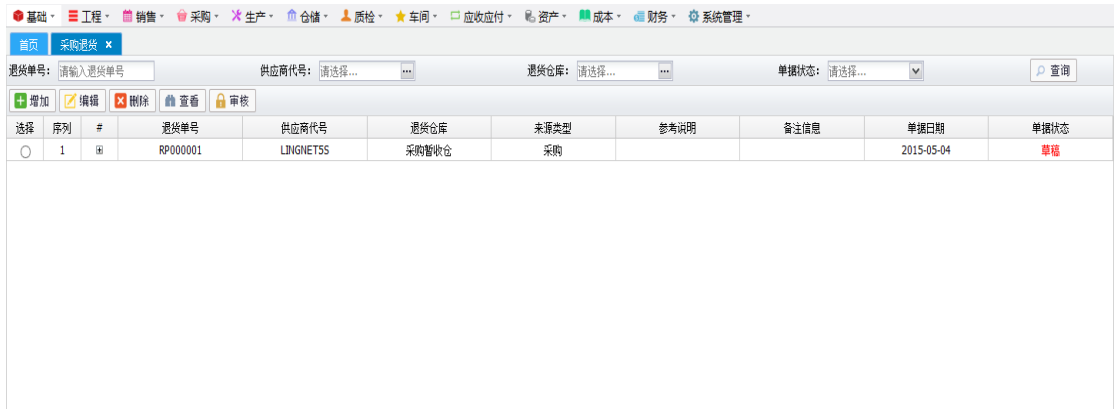 基础 工程 销售 采购 生产 仓储 质检 车间 应收应付 资产 成本 财务 系统管理
首页 采购退货 ×
退货单号: 请输入退货单号 供应商代号: 请选择... ... 退货仓库: 请选择... ... 单据状态: 请选择... 查询
增加 编辑 删除 查看 审核
选择 序列 # 退货单号 供应商代号 退货仓库 来源类型 参考说明 备注信息 单据日期 单据状态
1 RP000001 LINGNET5S 采购暂收仓 采购 2015-05-04 草稿